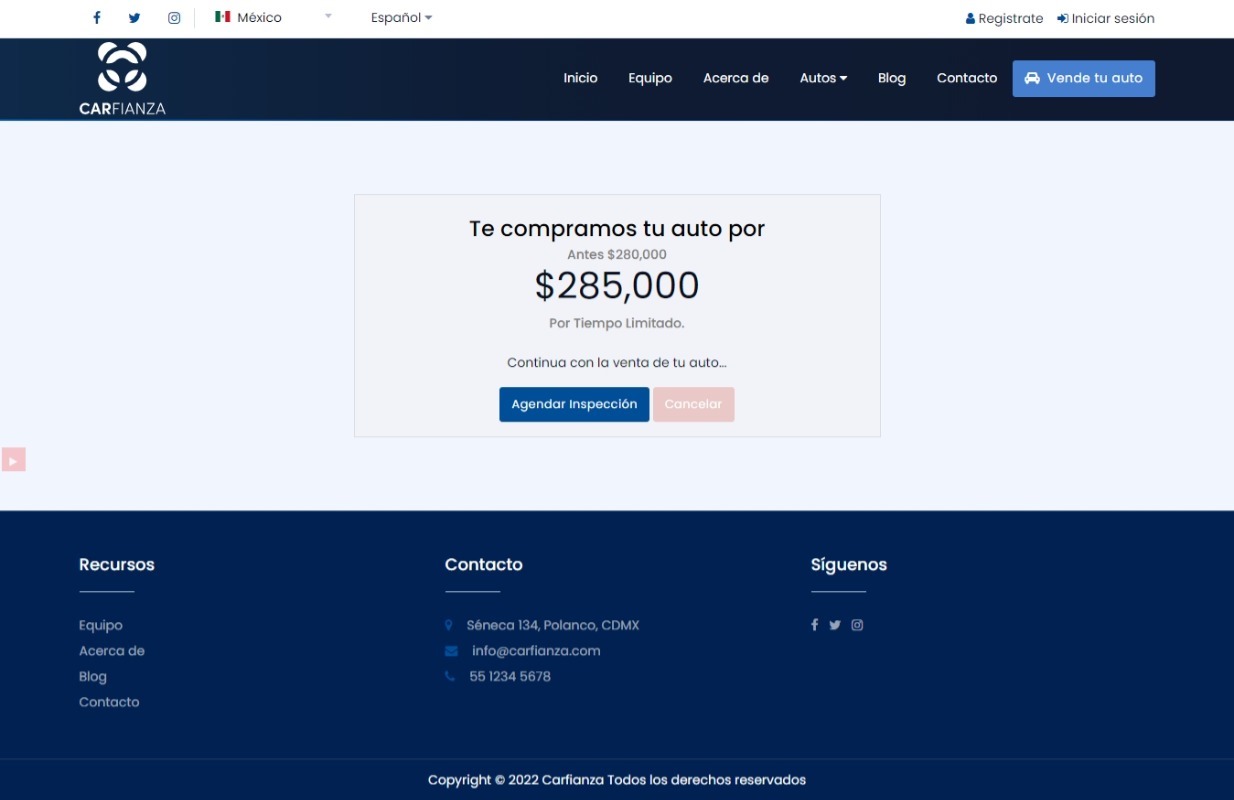 México
Español
Registrate
Iniciar sesión
CARFIANZA
Inicio
Equipo
Acerca de
Autos
Blog
Contacto
Vende tu auto
Te compramos tu auto por
Antes $280,000
$285,000
Por Tiempo Limitado.
Continua con la venta de tu auto...
Agendar Inspección
Cancelar
Recursos
Equipo
Acerca de
Blog
Contacto
Contacto
Séneca 134, Polanco, CDMX
info@carfianza.com
55 1234 5678
Síguenos
Copyright © 2022 Carfianza Todos los derechos reservados